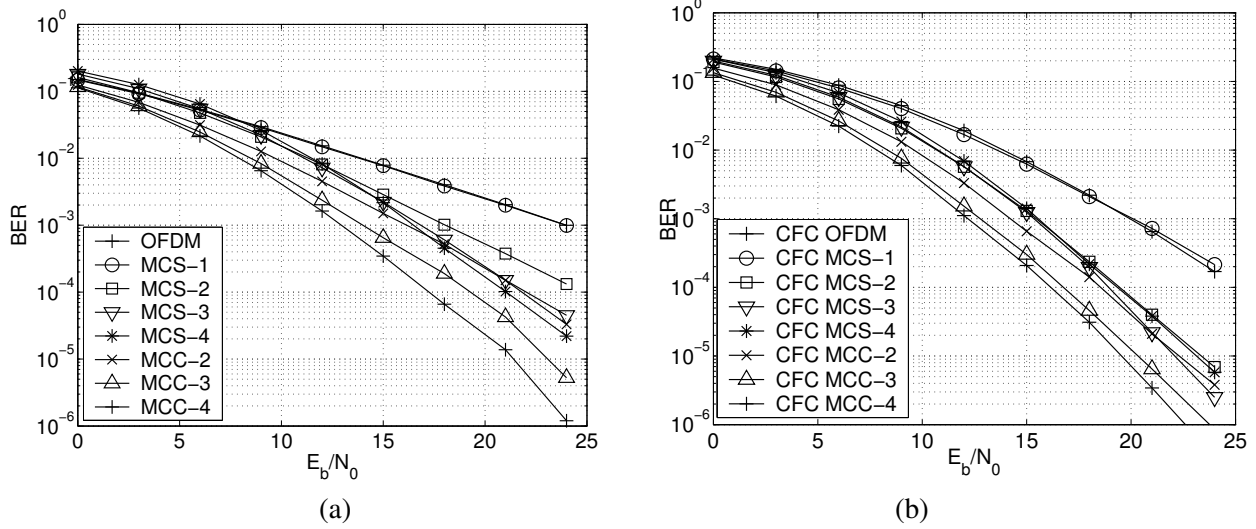 10^0
10^-1
10^-2
10^-3
10^-4
10^-5
10^-6
BER
OFDM
MCS-1
MCS-2
MCS-3
MCS-4
MCC-2
MCC-3
MCC-4
0 5 10 15 20 25
E_b/N_0
(a)
10^0
10^-1
10^-2
10^-3
10^-4
10^-5
10^-6
BER
CFC OFDM
CFC MCS-1
CFC MCS-2
CFC MCS-3
CFC MCS-4
CFC MCC-2
CFC MCC-3
CFC MCC-4
0 5 10 15 20 25
E_b/N_0
(b)